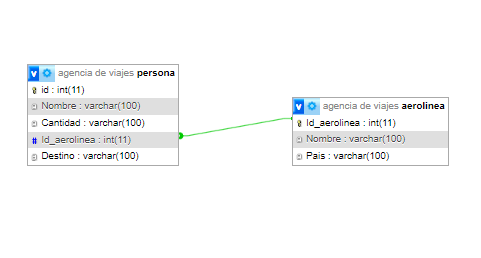 v agencia de viajes persona
id : int(11)
Nombre : varchar(100)
Cantidad : varchar(100)
# Id_aerolinea : int(11)
Destino : varchar(100)
v agencia de viajes aerolinea
Id_aerolinea : int(11)
Nombre : varchar(100)
Pais : varchar(100)